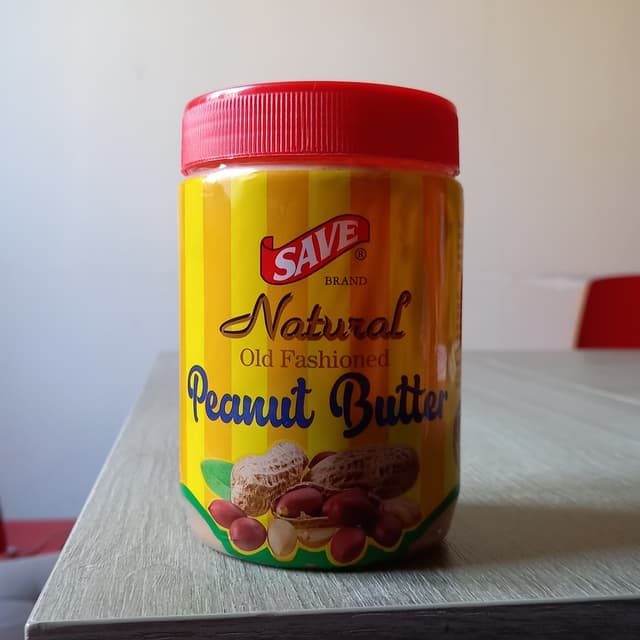 SAVE®
BRAND
Natural
Old Fashioned
Peanut Butter